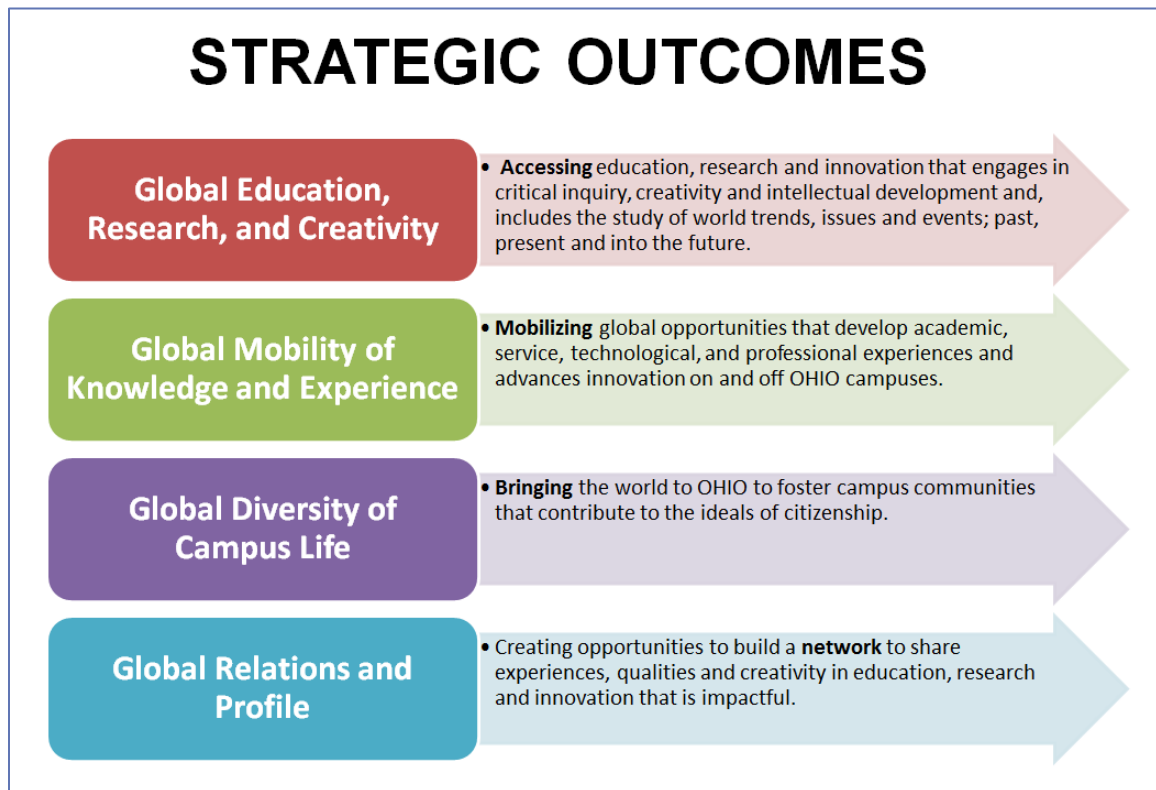 STRATEGIC OUTCOMES
Global Education,
Research, and Creativity
• Accessing education, research and innovation that engages in
critical inquiry, creativity and intellectual development and,
includes the study of world trends, issues and events; past,
present and into the future.
Global Mobility of
Knowledge and Experience
• Mobilizing global opportunities that develop academic,
service, technological, and professional experiences and
advances innovation on and off OHIO campuses.
Global Diversity of
Campus Life
• Bringing the world to OHIO to foster campus communities
that contribute to the ideals of citizenship.
Global Relations and
Profile
• Creating opportunities to build a network to share
experiences, qualities and creativity in education, research
and innovation that is impactful.